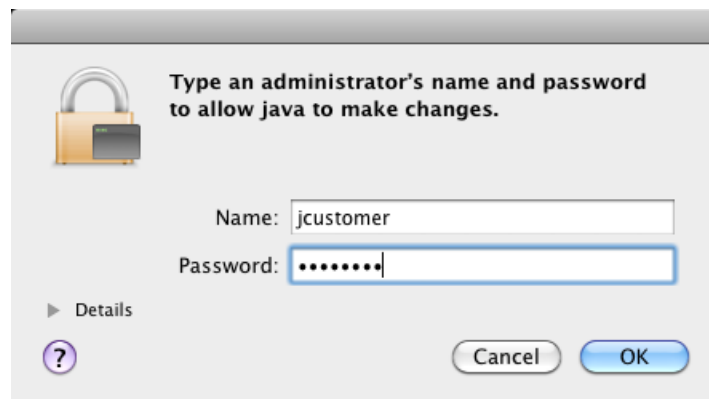 Type an administrator's name and password
to allow java to make changes.
Name: jcustomer
Password: ••••••••
Details
?
Cancel OK